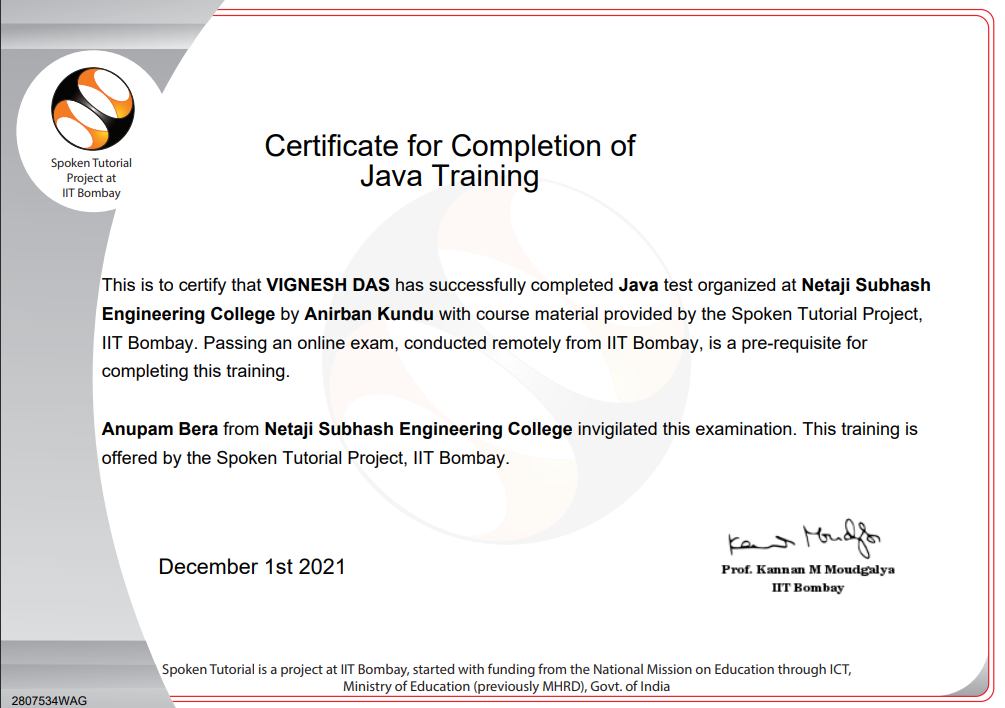 Spoken Tutorial
Project at
IIT Bombay
Certificate for Completion of
Java Training
This is to certify that VIGNESH DAS has successfully completed Java test organized at Netaji Subhash
Engineering College by Anirban Kundu with course material provided by the Spoken Tutorial Project,
IIT Bombay. Passing an online exam, conducted remotely from IIT Bombay, is a pre-requisite for
completing this training.
Anupam Bera from Netaji Subhash Engineering College invigilated this examination. This training is
offered by the Spoken Tutorial Project, IIT Bombay.
December 1st 2021
Kannan Moudgalya
Prof. Kannan M Moudgalya
IIT Bombay
Spoken Tutorial is a project at IIT Bombay, started with funding from the National Mission on Education through ICT,
Ministry of Education (previously MHRD), Govt. of India
2807534WAG